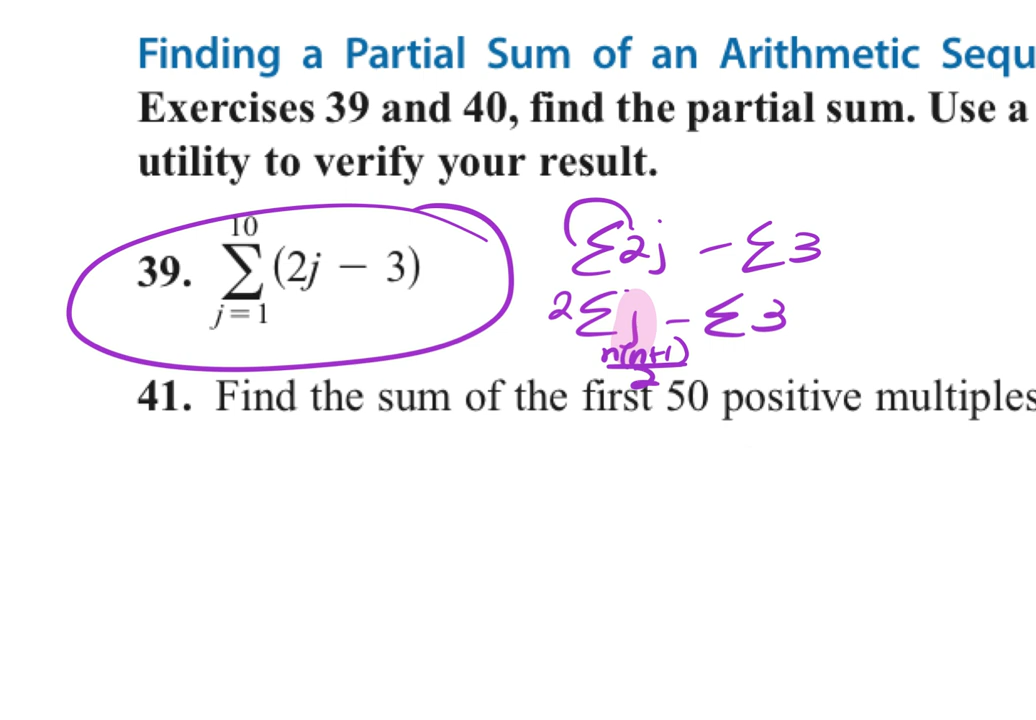 Finding a Partial Sum of an Arithmetic Sequ
Exercises 39 and 40, find the partial sum. Use a
utility to verify your result.
10
39. ∑ (2j − 3)
j = 1
Σ2j − Σ3
2Σj − Σ3
n(n+1)
2
41. Find the sum of the first 50 positive multiples